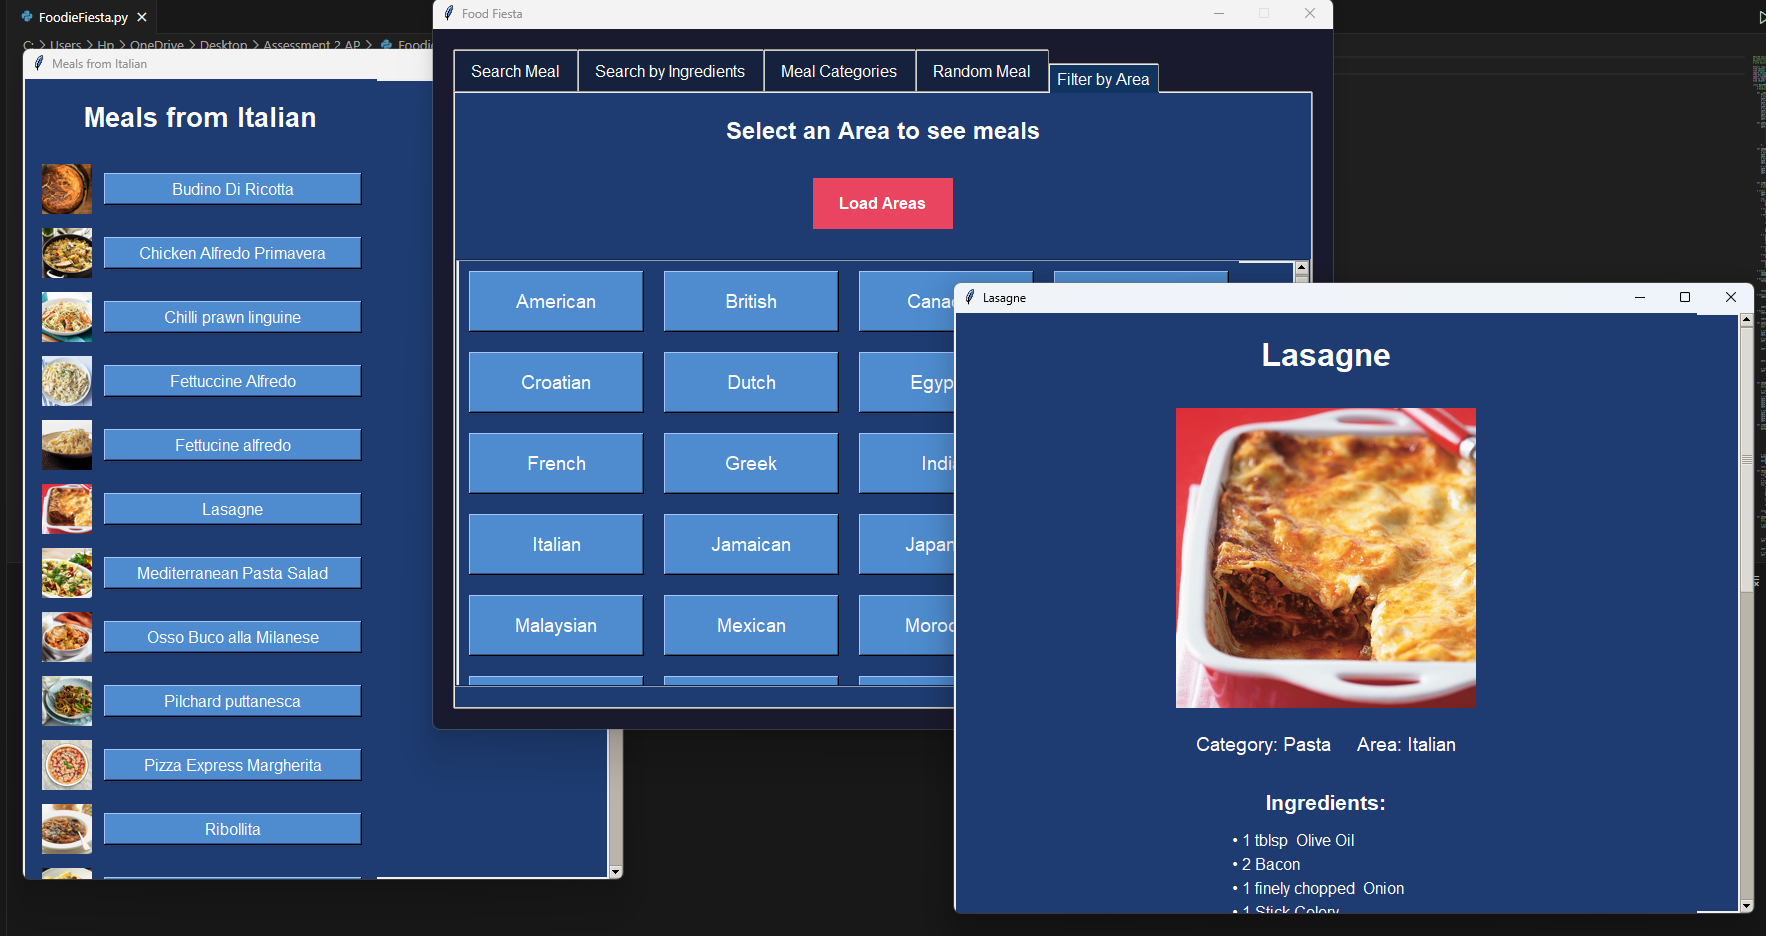 FoodieFiesta.py
C: > Users > Hp > OneDrive > Desktop > Assessment 2 AP >
Meals from Italian
Meals from Italian
Budino Di Ricotta
Chicken Alfredo Primavera
Chilli prawn linguine
Fettuccine Alfredo
Fettucine alfredo
Lasagne
Mediterranean Pasta Salad
Osso Buco alla Milanese
Pilchard puttanesca
Pizza Express Margherita
Ribollita
Food Fiesta
Search Meal Search by Ingredients Meal Categories Random Meal Filter by Area
Select an Area to see meals
Load Areas
American British Cana
Croatian Dutch Egyp
French Greek Indi
Italian Jamaican Japan
Malaysian Mexican Moroc
Lasagne
Lasagne
Category: Pasta Area: Italian
Ingredients:
• 1 tblsp Olive Oil
• 2 Bacon
• 1 finely chopped Onion
• 1 Stick Celery